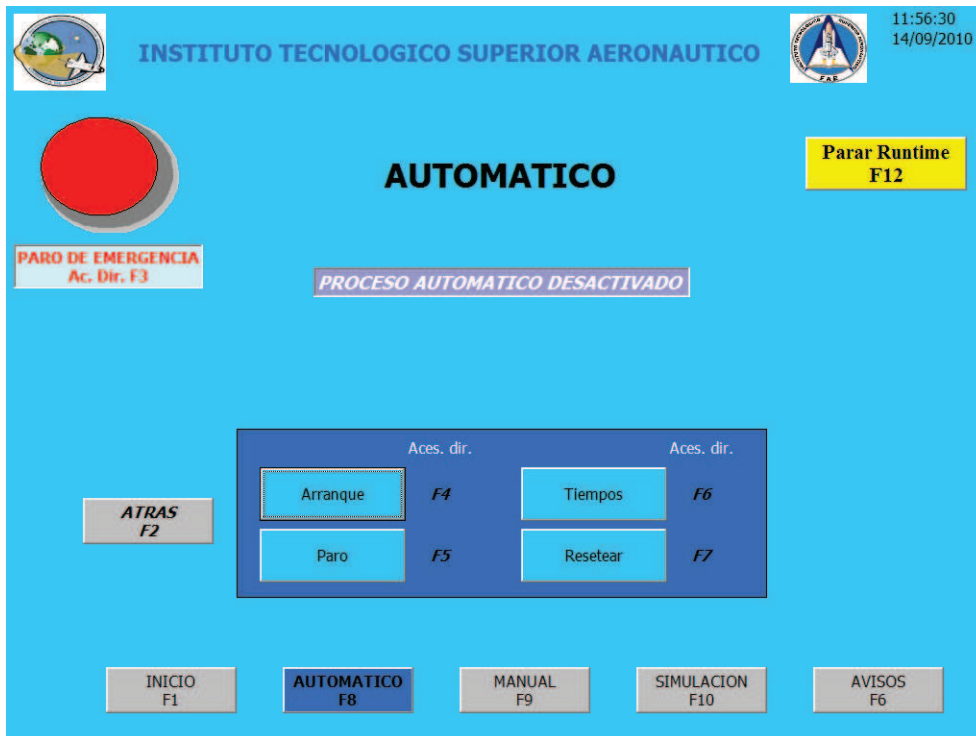 INSTITUTO TECNOLOGICO SUPERIOR AERONAUTICO
11:56:30
14/09/2010
FAE
AUTOMATICO
Parar Runtime
F12
PARO DE EMERGENCIA
Ac. Dir. F3
PROCESO AUTOMATICO DESACTIVADO
Aces. dir.
Aces. dir.
Arranque
F4
Tiempos
F6
ATRAS
F2
Paro
F5
Resetear
F7
INICIO
F1
AUTOMATICO
F8
MANUAL
F9
SIMULACION
F10
AVISOS
F6